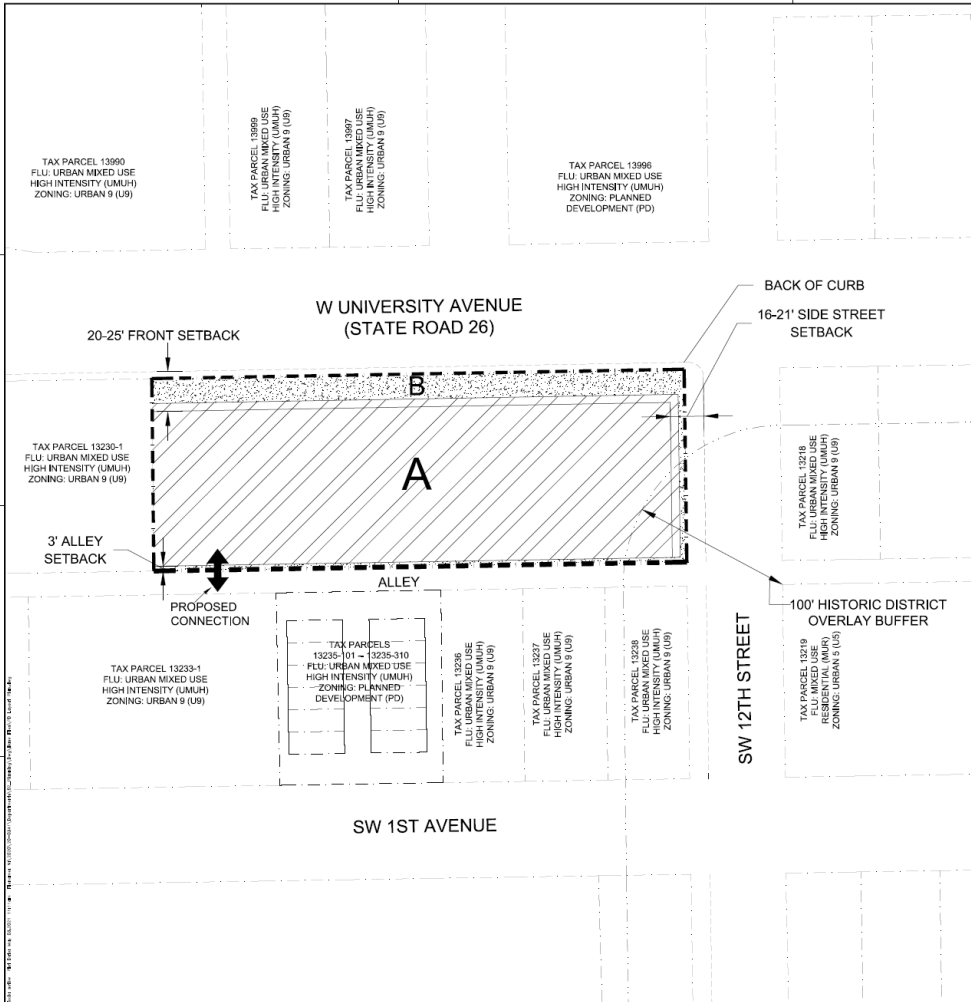 TAX PARCEL 13990
FLU: URBAN MIXED USE
HIGH INTENSITY (UMUH)
ZONING: URBAN 9 (U9)
TAX PARCEL 13999
FLU: URBAN MIXED USE
HIGH INTENSITY (UMUH)
ZONING: URBAN 9 (U9)
TAX PARCEL 13997
FLU: URBAN MIXED USE
HIGH INTENSITY (UMUH)
ZONING: URBAN 9 (U9)
TAX PARCEL 13996
FLU: URBAN MIXED USE
HIGH INTENSITY (UMUH)
ZONING: PLANNED
DEVELOPMENT (PD)
BACK OF CURB
W UNIVERSITY AVENUE
(STATE ROAD 26)
16-21' SIDE STREET
SETBACK
20-25' FRONT SETBACK
B
TAX PARCEL 13230-1
FLU: URBAN MIXED USE
HIGH INTENSITY (UMUH)
ZONING: URBAN 9 (U9)
A
TAX PARCEL 13218
FLU: URBAN MIXED USE
HIGH INTENSITY (UMUH)
ZONING: URBAN 9 (U9)
3' ALLEY
SETBACK
ALLEY
PROPOSED
CONNECTION
100' HISTORIC DISTRICT
OVERLAY BUFFER
TAX PARCEL 13233-1
FLU: URBAN MIXED USE
HIGH INTENSITY (UMUH)
ZONING: URBAN 9 (U9)
TAX PARCELS
13235-101 - 13235-310
FLU: URBAN MIXED USE
HIGH INTENSITY (UMUH)
ZONING: PLANNED
DEVELOPMENT (PD)
TAX PARCEL 13236
FLU: URBAN MIXED USE
HIGH INTENSITY (UMUH)
ZONING: URBAN 9 (U9)
TAX PARCEL 13237
FLU: URBAN MIXED USE
HIGH INTENSITY (UMUH)
ZONING: URBAN 9 (U9)
TAX PARCEL 13238
FLU: URBAN MIXED USE
HIGH INTENSITY (UMUH)
ZONING: URBAN 9 (U9)
SW 12TH STREET
TAX PARCEL 13219
FLU: MIXED USE
RESIDENTIAL (MUR)
ZONING: URBAN 5 (U5)
SW 1ST AVENUE